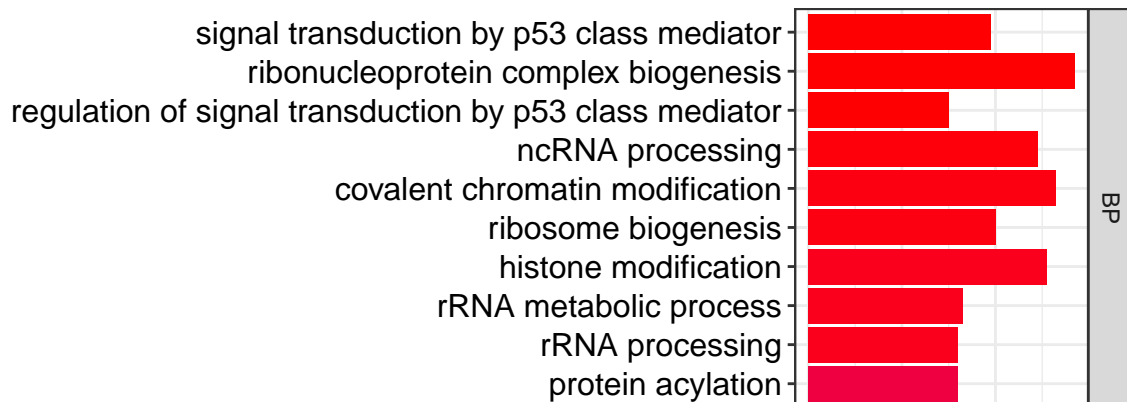 signal transduction by p53 class mediator
ribonucleoprotein complex biogenesis
regulation of signal transduction by p53 class mediator
ncRNA processing
covalent chromatin modification
ribosome biogenesis
histone modification
rRNA metabolic process
rRNA processing
protein acylation
BP